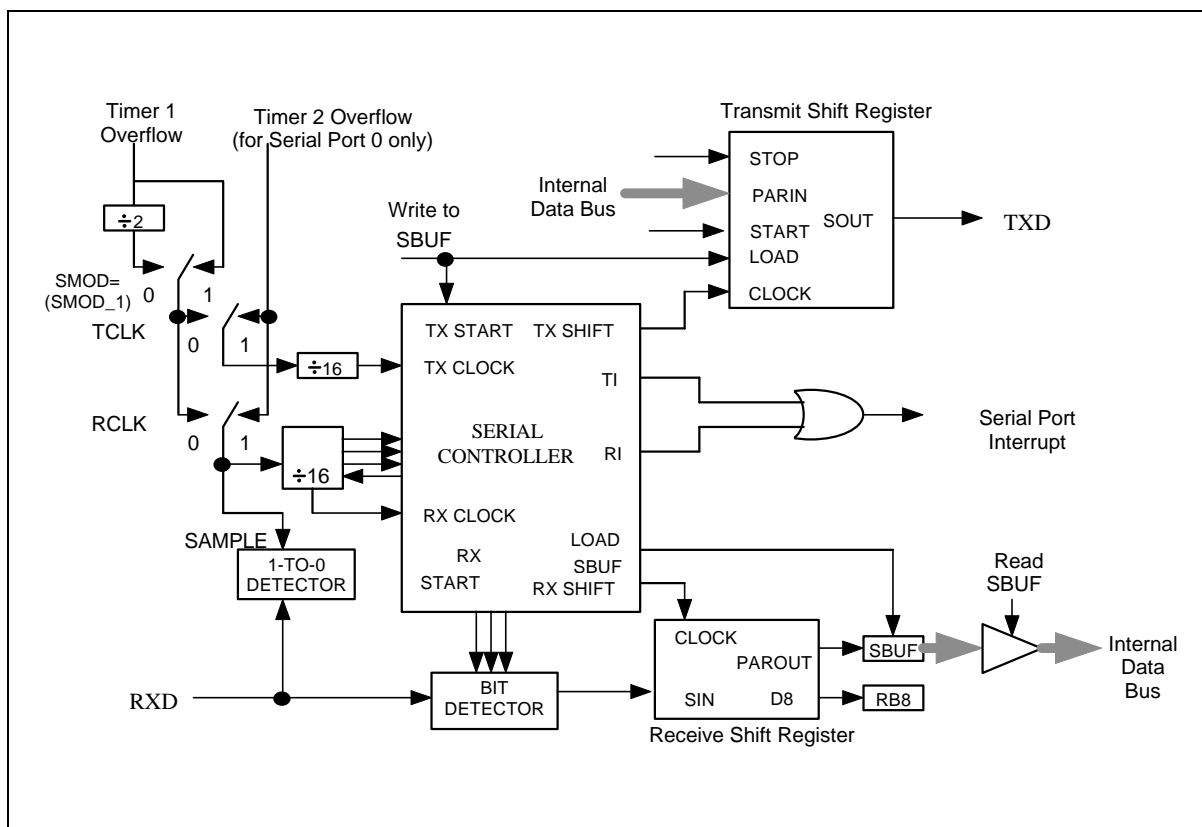 Timer 1
Overflow
Timer 2 Overflow
(for Serial Port 0 only)
Transmit Shift Register
÷2
Write to
SBUF
Internal
Data Bus
STOP
PARIN
SOUT
START
LOAD
CLOCK
TXD
SMOD=
(SMOD_1)
0
1
TCLK
0
1
÷16
RCLK
0
1
÷16
SAMPLE
1-TO-0
DETECTOR
TX START
TX SHIFT
TX CLOCK
TI
SERIAL
CONTROLLER
RI
RX CLOCK
LOAD
SBUF
RX
START
RX SHIFT
Serial Port
Interrupt
Read
SBUF
RXD
BIT
DETECTOR
CLOCK
PAROUT
SIN
D8
SBUF
RB8
Receive Shift Register
Internal
Data
Bus